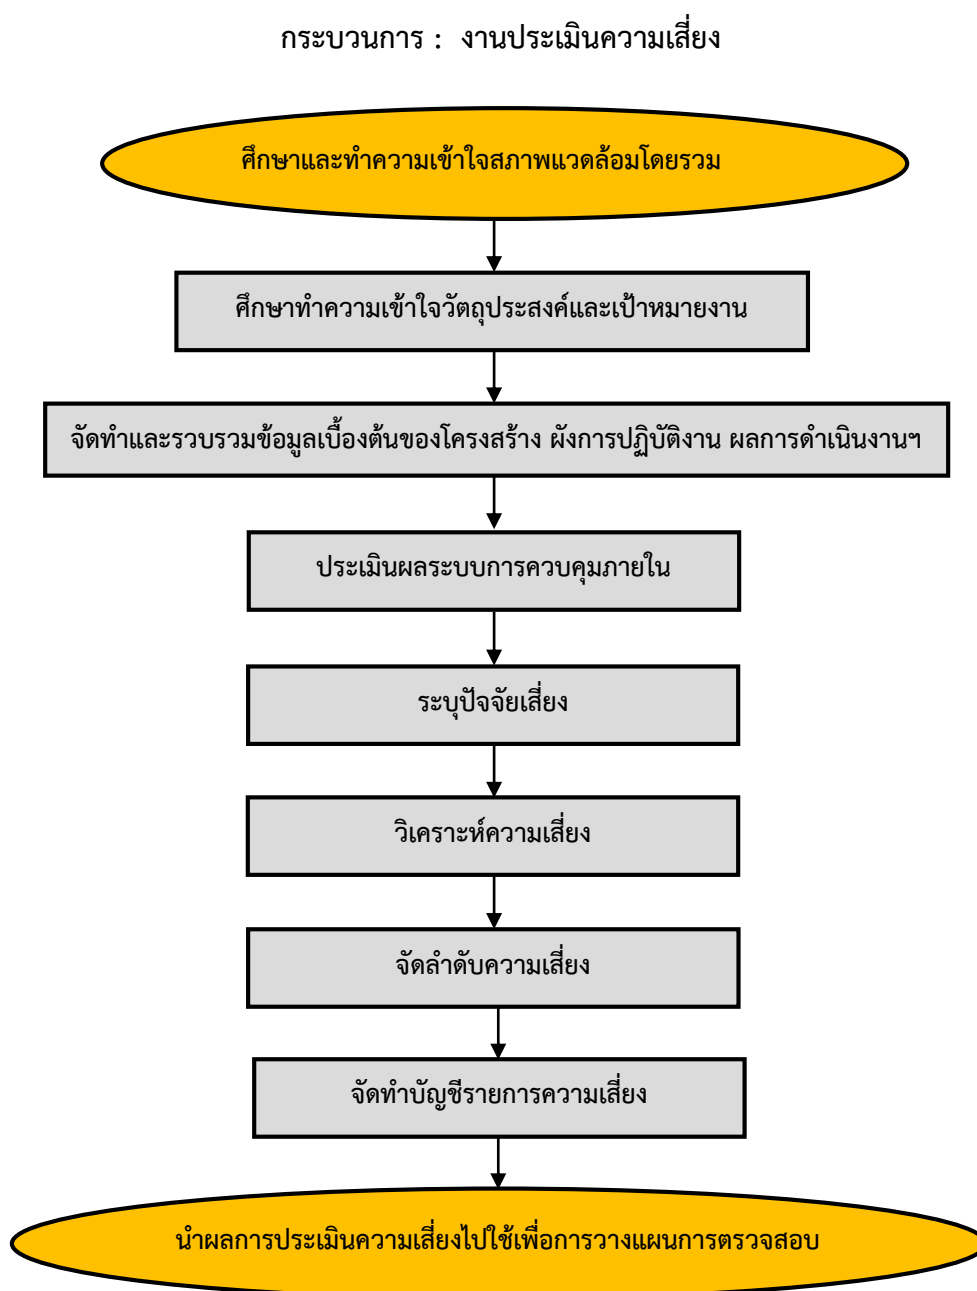 กระบวนการ : งานประเมินความเสี่ยง
ศึกษาและทำความเข้าใจสภาพแวดล้อมโดยรวม
ศึกษาทำความเข้าใจวัตถุประสงค์และเป้าหมายงาน
จัดทำและรวบรวมข้อมูลเบื้องต้นของโครงสร้าง ผังการปฏิบัติงาน ผลการดำเนินงานฯ
ประเมินผลระบบการควบคุมภายใน
ระบุปัจจัยเสี่ยง
วิเคราะห์ความเสี่ยง
จัดลำดับความเสี่ยง
จัดทำบัญชีรายการความเสี่ยง
นำผลการประเมินความเสี่ยงไปใช้เพื่อการวางแผนการตรวจสอบ